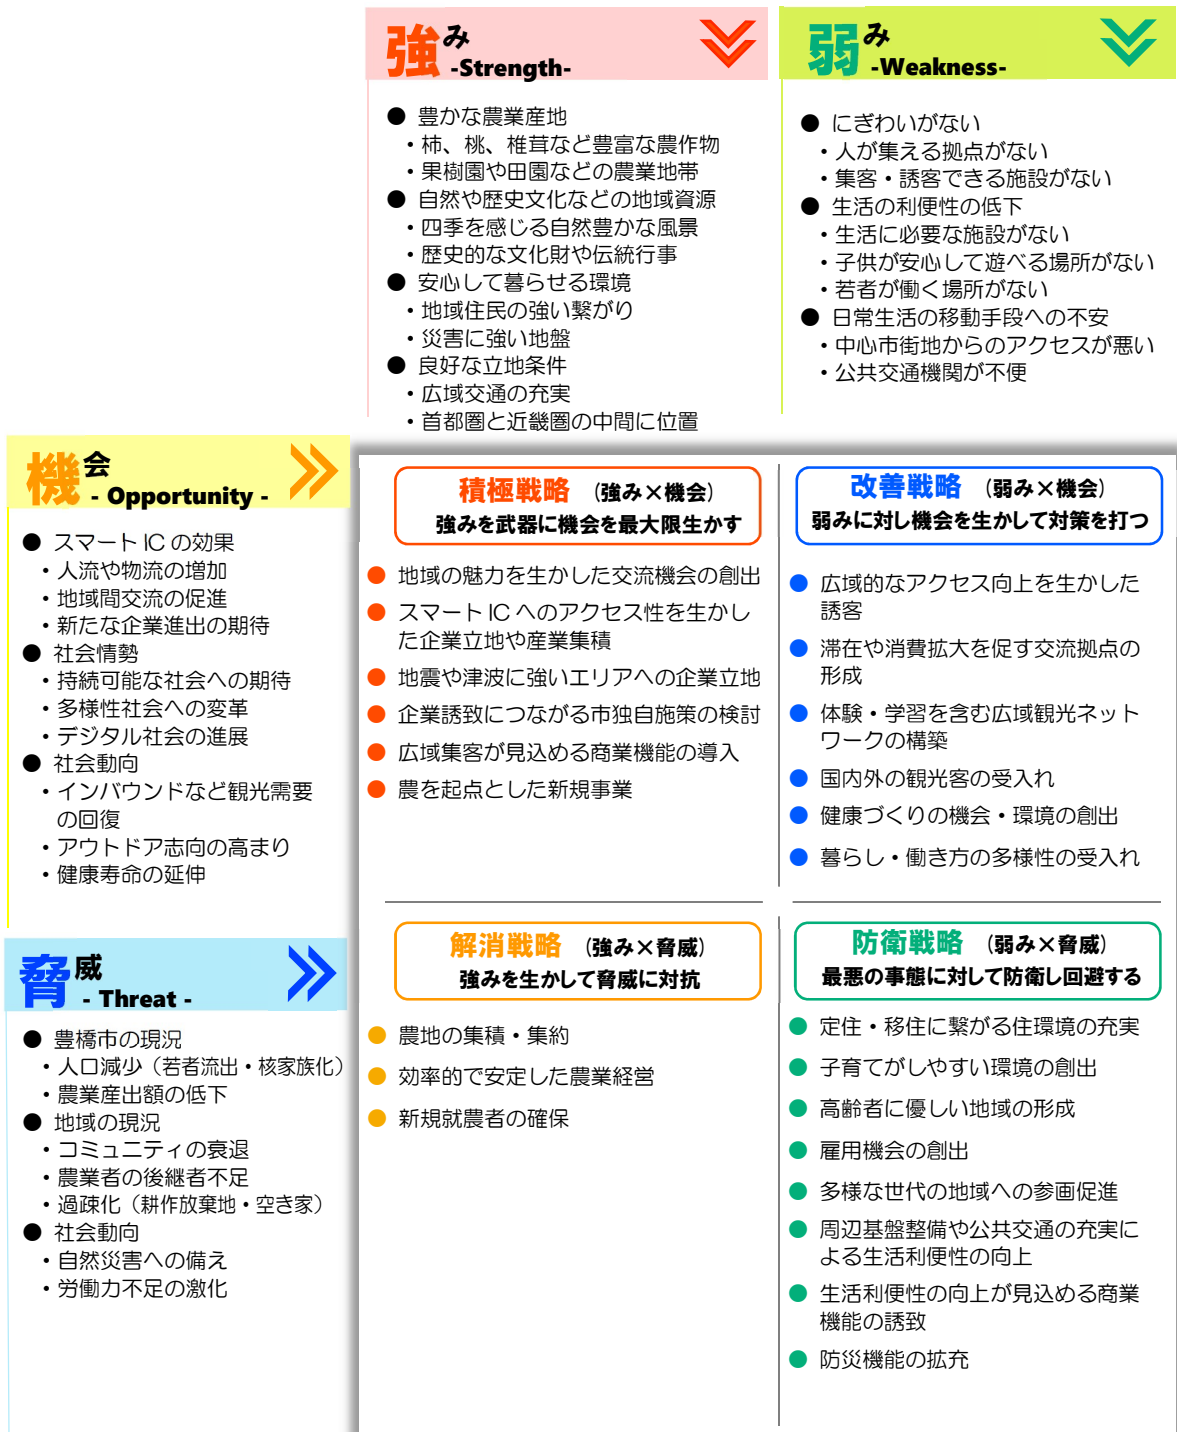 強み
-Strength-
● 豊かな農業産地
・柿、桃、椎茸など豊富な農作物
・果樹園や田園などの農業地帯
● 自然や歴史文化などの地域資源
・四季を感じる自然豊かな風景
・歴史的な文化財や伝統行事
● 安心して暮らせる環境
・地域住民の強い繋がり
・災害に強い地盤
● 良好な立地条件
・広域交通の充実
・首都圏と近畿圏の中間に位置
弱み
-Weakness-
● にぎわいがない
・人が集える拠点がない
・集客・誘客できる施設がない
● 生活の利便性の低下
・生活に必要な施設がない
・子供が安心して遊べる場所がない
・若者が働く場所がない
● 日常生活の移動手段への不安
・中心市街地からのアクセスが悪い
・公共交通機関が不便
機会
- Opportunity -
● スマート IC の効果
・人流や物流の増加
・地域間交流の促進
・新たな企業進出の期待
● 社会情勢
・持続可能な社会への期待
・多様性社会への変革
・デジタル社会の進展
● 社会動向
・インバウンドなど観光需要
の回復
・アウトドア志向の高まり
・健康寿命の延伸
積極戦略 (強み×機会)
強みを武器に機会を最大限生かす
● 地域の魅力を生かした交流機会の創出
● スマート IC へのアクセス性を生かし
た企業立地や産業集積
● 地震や津波に強いエリアへの企業立地
● 企業誘致につながる市独自施策の検討
● 広域集客が見込める商業機能の導入
● 農を起点とした新規事業
改善戦略 (弱み×機会)
弱みに対し機会を生かして対策を打つ
● 広域的なアクセス向上を生かした
誘客
● 滞在や消費拡大を促す交流拠点の
形成
● 体験・学習を含む広域観光ネット
ワークの構築
● 国内外の観光客の受入れ
● 健康づくりの機会・環境の創出
● 暮らし・働き方の多様性の受入れ
脅威
- Threat -
● 豊橋市の現況
・人口減少（若者流出・核家族化）
・農業産出額の低下
● 地域の現況
・コミュニティの衰退
・農業者の後継者不足
・過疎化（耕作放棄地・空き家）
● 社会動向
・自然災害への備え
・労働力不足の激化
解消戦略 (強み×脅威)
強みを生かして脅威に対抗
● 農地の集積・集約
● 効率的で安定した農業経営
● 新規就農者の確保
防衛戦略 (弱み×脅威)
最悪の事態に対して防衛し回避する
● 定住・移住に繋がる住環境の充実
● 子育てがしやすい環境の創出
● 高齢者に優しい地域の形成
● 雇用機会の創出
● 多様な世代の地域への参画促進
● 周辺基盤整備や公共交通の充実に
よる生活利便性の向上
● 生活利便性の向上が見込める商業
機能の誘致
● 防災機能の拡充